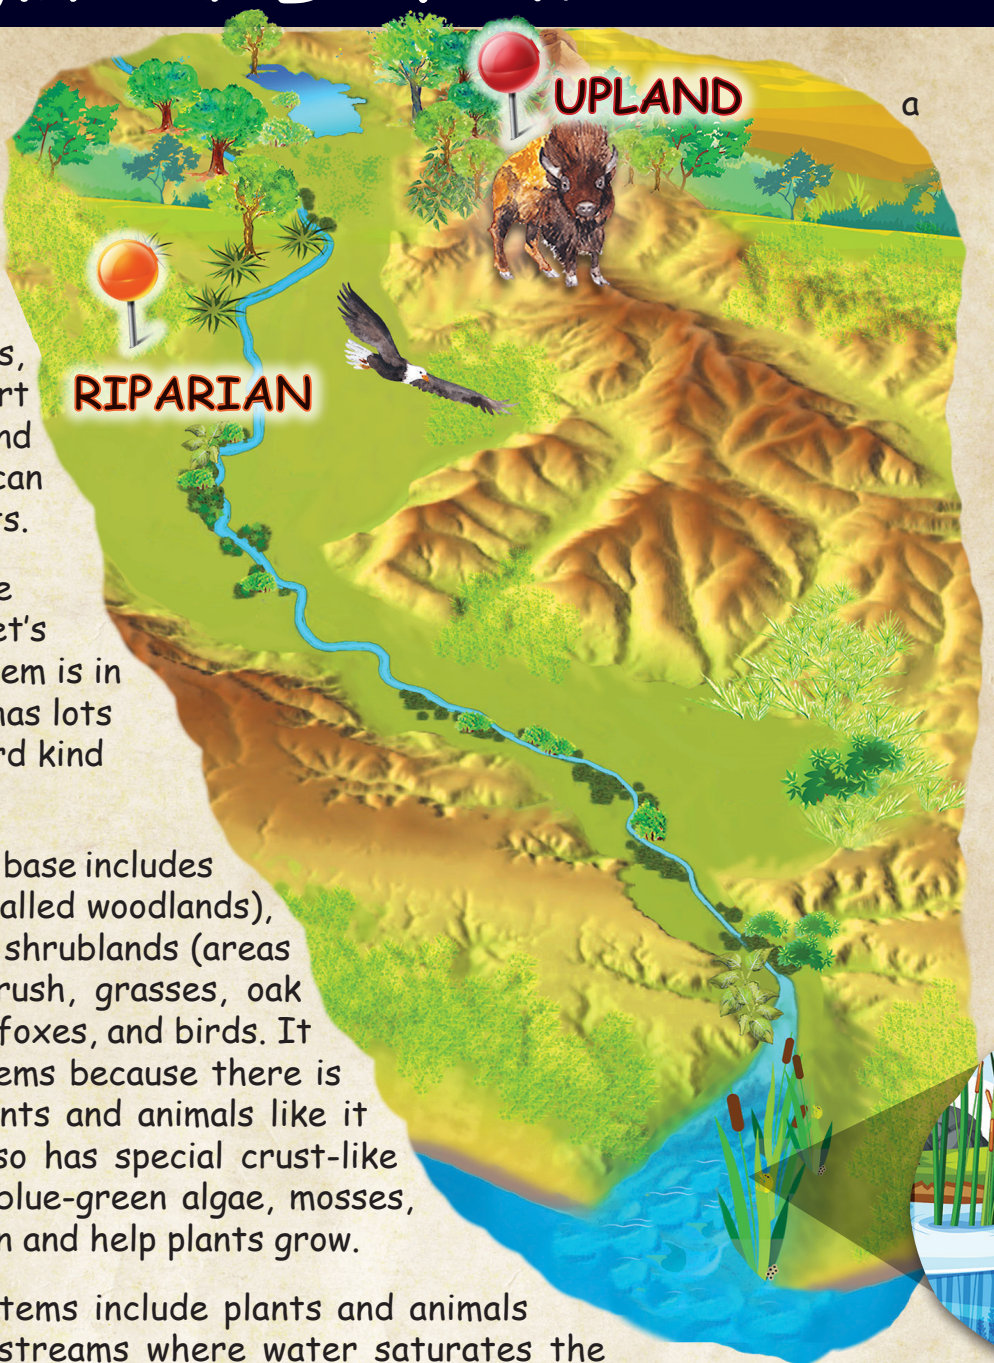 UPLAND
a
RIPARIAN
s,
rt
nd
can
s.
e
et's
em is in
has lots
rd kind
base includes
alled woodlands),
shrublands (areas
rush, grasses, oak
foxes, and birds. It
ems because there is
nts and animals like it
so has special crust-like
blue-green algae, mosses,
n and help plants grow.
tems include plants and animals
streams where water saturates the